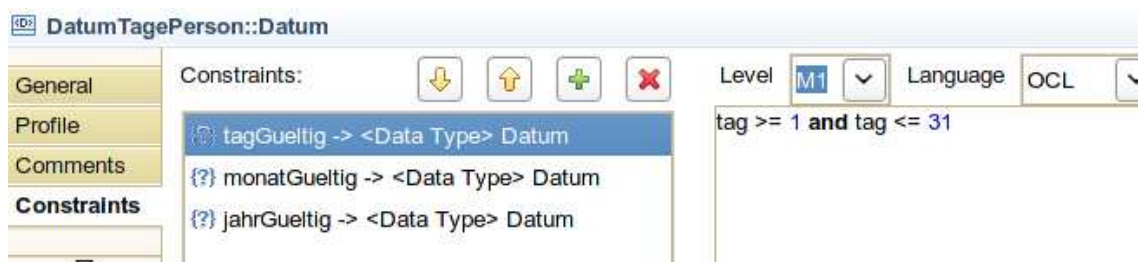 DatumTagePerson::Datum
General
Profile
Comments
Constraints
Constraints:
tagGueltig -> <Data Type> Datum
{?} monatGueltig -> <Data Type> Datum
{?} jahrGueltig -> <Data Type> Datum
Level M1 Language OCL
tag >= 1 and tag <= 31